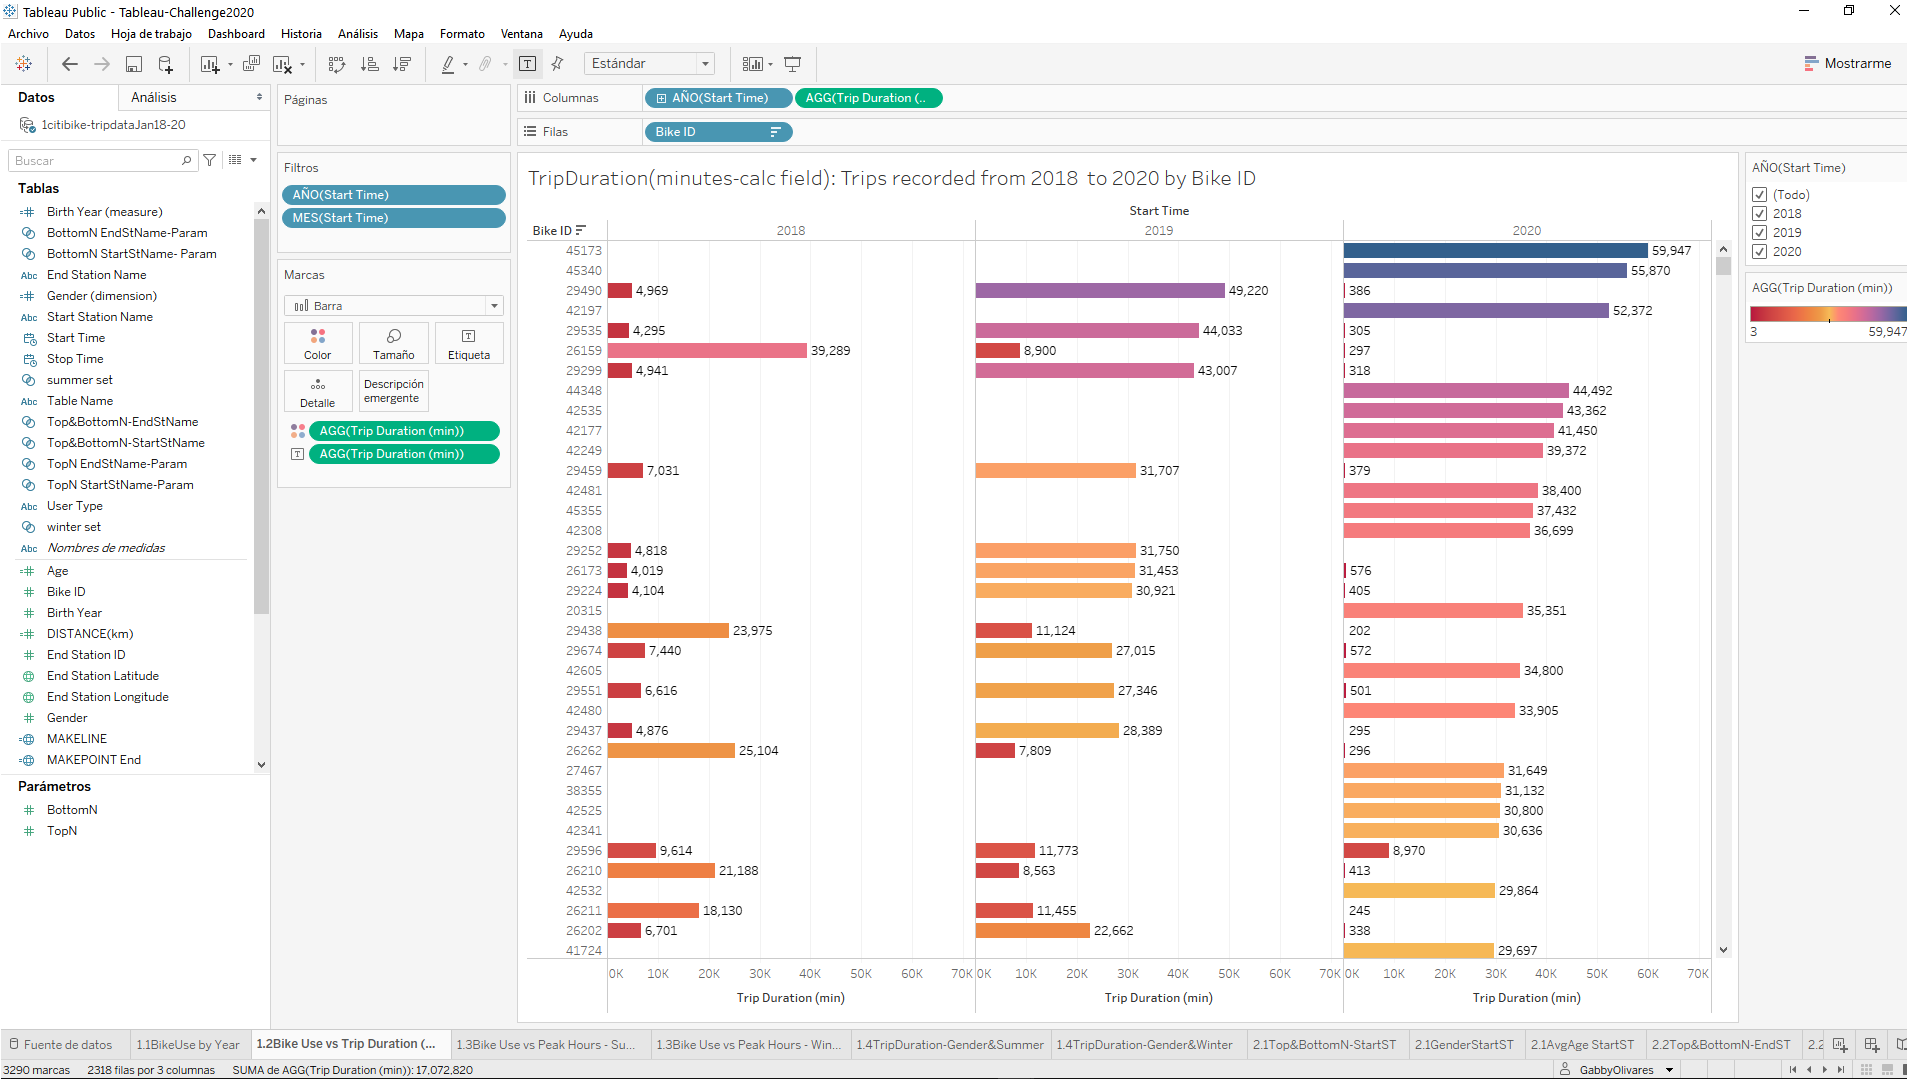 Tableau Public - Tableau-Challenge2020
Archivo Datos Hoja de trabajo Dashboard Historia Análisis Mapa Formato Ventana Ayuda
Estándar
Mostrarme
Datos Análisis
1citibike-tripdataJan18-20
Buscar
Tablas
Birth Year (measure)
BottomN EndStName-Param
BottomN StartStName- Param
Abc End Station Name
Gender (dimension)
Abc Start Station Name
Start Time
Stop Time
summer set
Abc Table Name
Top&BottomN-EndStName
Top&BottomN-StartStName
TopN EndStName-Param
TopN StartStName-Param
Abc User Type
winter set
Abc Nombres de medidas
Age
Bike ID
Birth Year
DISTANCE(km)
End Station ID
End Station Latitude
End Station Longitude
Gender
MAKELINE
MAKEPOINT End
Parámetros
BottomN
TopN
Páginas
Filtros
AÑO(Start Time)
MES(Start Time)
Marcas
Barra
Color Tamaño Etiqueta
Detalle Descripción emergente
AGG(Trip Duration (min))
AGG(Trip Duration (min))
Columnas AÑO(Start Time) AGG(Trip Duration (..
Filas Bike ID
TripDuration(minutes-calc field): Trips recorded from 2018 to 2020 by Bike ID
Start Time
Bike ID 2018 2019 2020
45173 59,947
45340 55,870
29490 4,969 49,220 386
42197 52,372
29535 4,295 44,033 305
26159 39,289 8,900 297
29299 4,941 43,007 318
44348 44,492
42535 43,362
42177 41,450
42249 39,372
29459 7,031 31,707 379
42481 38,400
45355 37,432
42308 36,699
29252 4,818 31,750
26173 4,019 31,453 576
29224 4,104 30,921 405
20315 35,351
29438 23,975 11,124 202
29674 7,440 27,015 572
42605 34,800
29551 6,616 27,346 501
42480 33,905
29437 4,876 28,389 295
26262 25,104 7,809 296
27467 31,649
38355 31,132
42525 30,800
42341 30,636
29596 9,614 11,773 8,970
26210 21,188 8,563 413
42532 29,864
26211 18,130 11,455 245
26202 6,701 22,662 338
41724 29,697
0K 10K 20K 30K 40K 50K 60K 70K 0K 10K 20K 30K 40K 50K 60K 70K 0K 10K 20K 30K 40K 50K 60K 70K
Trip Duration (min) Trip Duration (min) Trip Duration (min)
AÑO(Start Time)
(Todo)
2018
2019
2020
AGG(Trip Duration (min))
3 59,947
Fuente de datos 1.1BikeUse by Year 1.2Bike Use vs Trip Duration (... 1.3Bike Use vs Peak Hours - Su... 1.3Bike Use vs Peak Hours - Win... 1.4TripDuration-Gender&Summer 1.4TripDuration-Gender&Winter 2.1Top&BottomN-StartST 2.1GenderStartST 2.1AvgAge StartST 2.2Top&BottomN-EndST 2.2
3290 marcas 2318 filas por 3 columnas SUMA de AGG(Trip Duration (min)): 17,072,820 GabbyOlivares